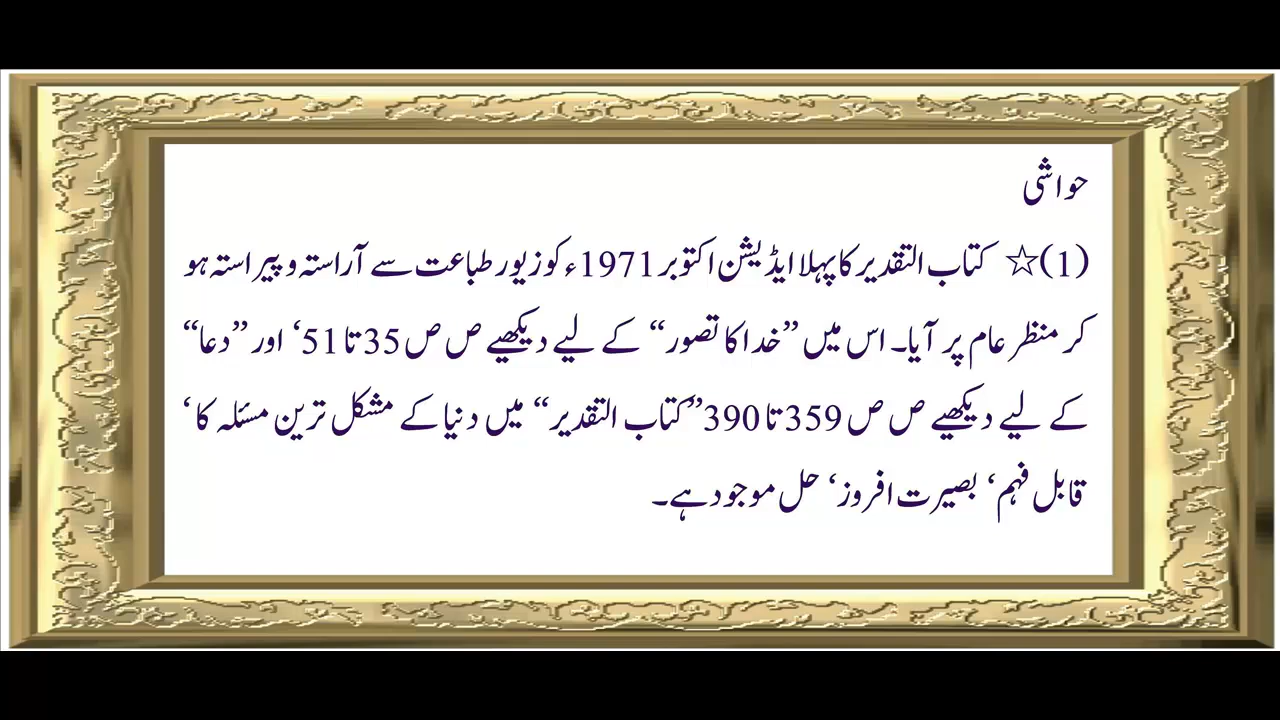 حواشی
(1)☆ کتاب التقدیر کا پہلا ایڈیشن اکتوبر 1971ء کو زیور طباعت سے آراستہ و پیراستہ ہو
کر منظر عام پر آیا۔ اس میں ”خدا کا تصور“ کے لیے دیکھیے ص ص 35 تا 51‘ اور ”دعا“
کے لیے دیکھیے ص ص 359 تا 390 ”کتاب التقدیر“ میں دنیا کے مشکل ترین مسئلہ کا‘
قابل فہم‘ بصیرت افروز‘ حل موجود ہے۔